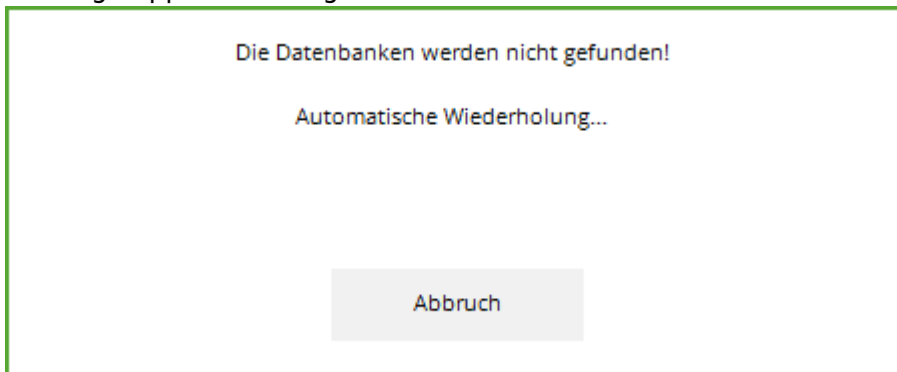 Die Datenbanken werden nicht gefunden!
Automatische Wiederholung...
Abbruch